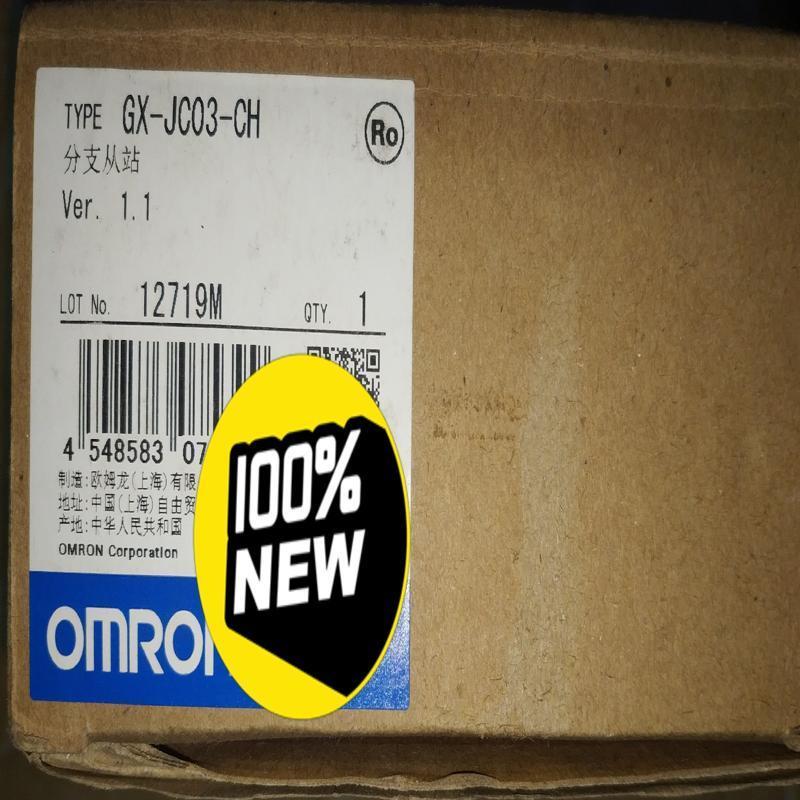 TYPE GX-JC03-CH
Ro
分支从站
Ver. 1.1
LOT No. 12719M QTY. 1
4 548583 07
制造:欧姆龙(上海)有限
地址:中国(上海)自由贸
产地:中华人民共和国
OMRON Corporation
OMRON
100%
NEW